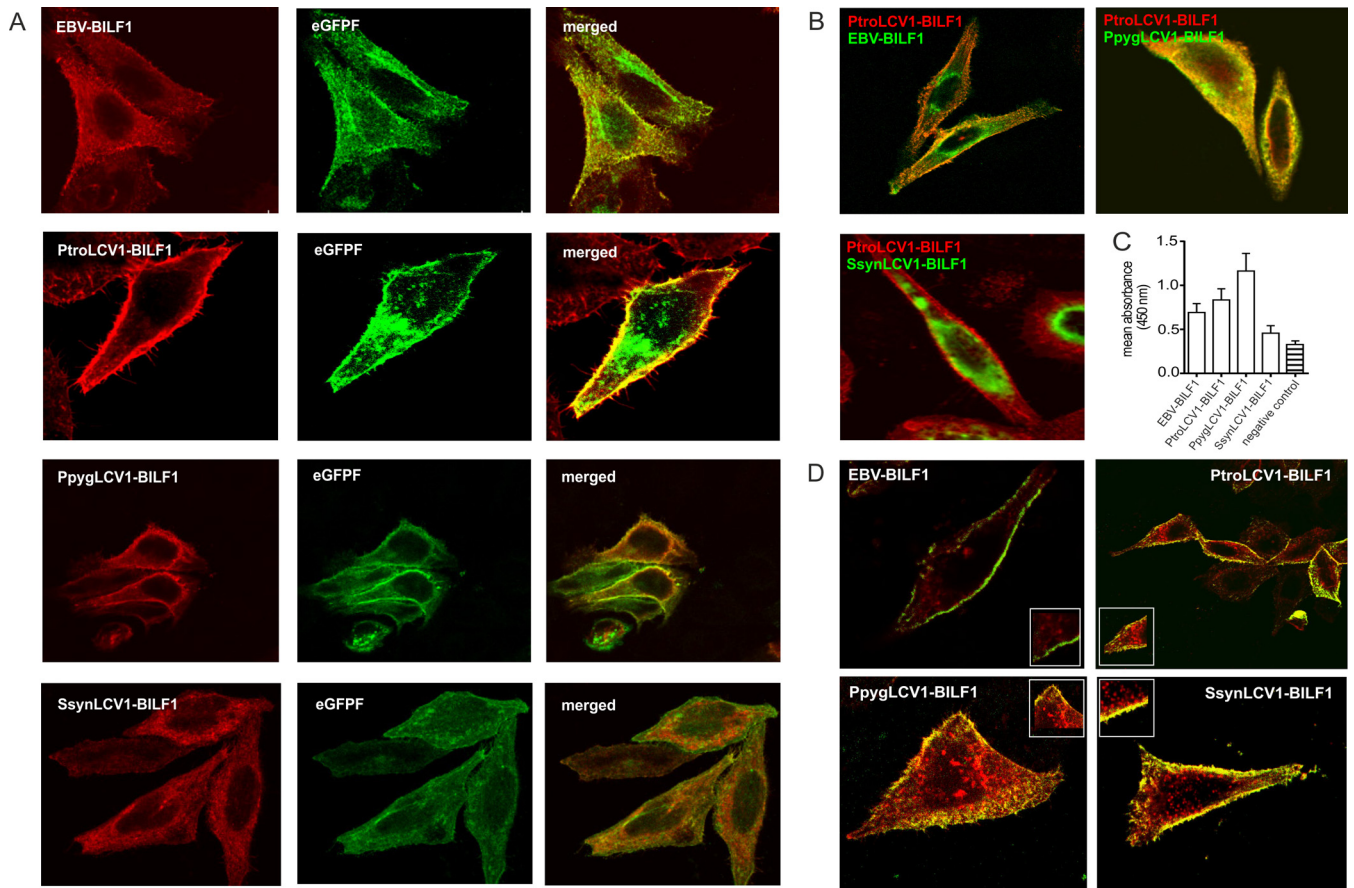 A
EBV-BILF1
eGFPF
merged
PtroLCV1-BILF1
eGFPF
merged
PpygLCV1-BILF1
eGFPF
merged
SsynLCV1-BILF1
eGFPF
merged
B
PtroLCV1-BILF1
EBV-BILF1
PtroLCV1-BILF1
PpygLCV1-BILF1
PtroLCV1-BILF1
SsynLCV1-BILF1
C
mean absorbance
(450 nm)
1.5
1.0
0.5
0.0
EBV-BILF1
PtroLCV1-BILF1
PpygLCV1-BILF1
SsynLCV1-BILF1
negative control
D
EBV-BILF1
PtroLCV1-BILF1
PpygLCV1-BILF1
SsynLCV1-BILF1